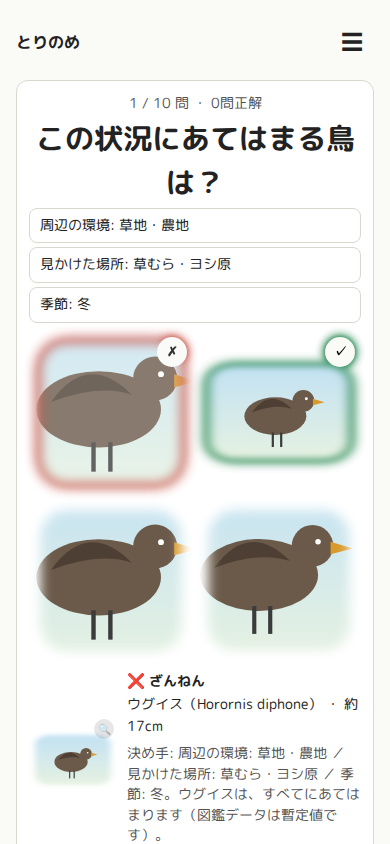 とりのめ
☰
1 / 10 問 ・ 0問正解
この状況にあてはまる鳥
は？
周辺の環境: 草地・農地
見かけた場所: 草むら・ヨシ原
季節: 冬
✗
✓
❌ ざんねん
ウグイス（Horornis diphone） ・ 約
17cm
決め手: 周辺の環境: 草地・農地 ／
見かけた場所: 草むら・ヨシ原 ／ 季
節: 冬。ウグイスは、すべてにあては
まります（図鑑データは暫定値で
す）。